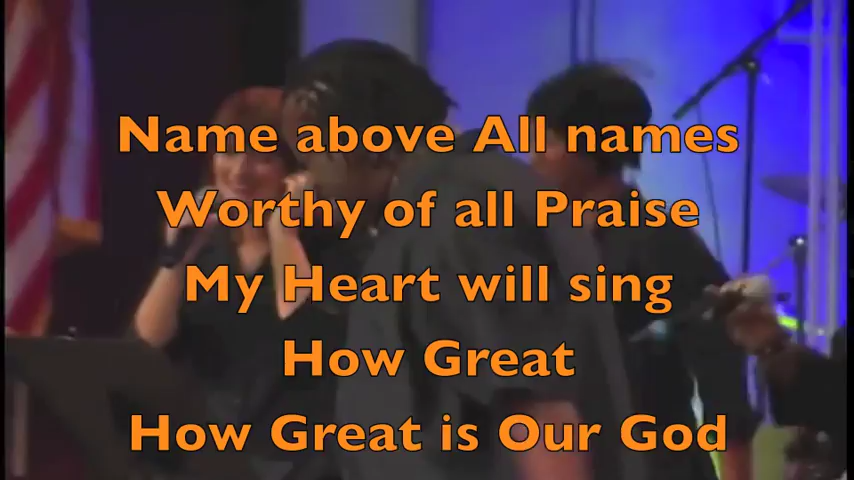 Name above All names
Worthy of all Praise
My Heart will sing
How Great
How Great is Our God